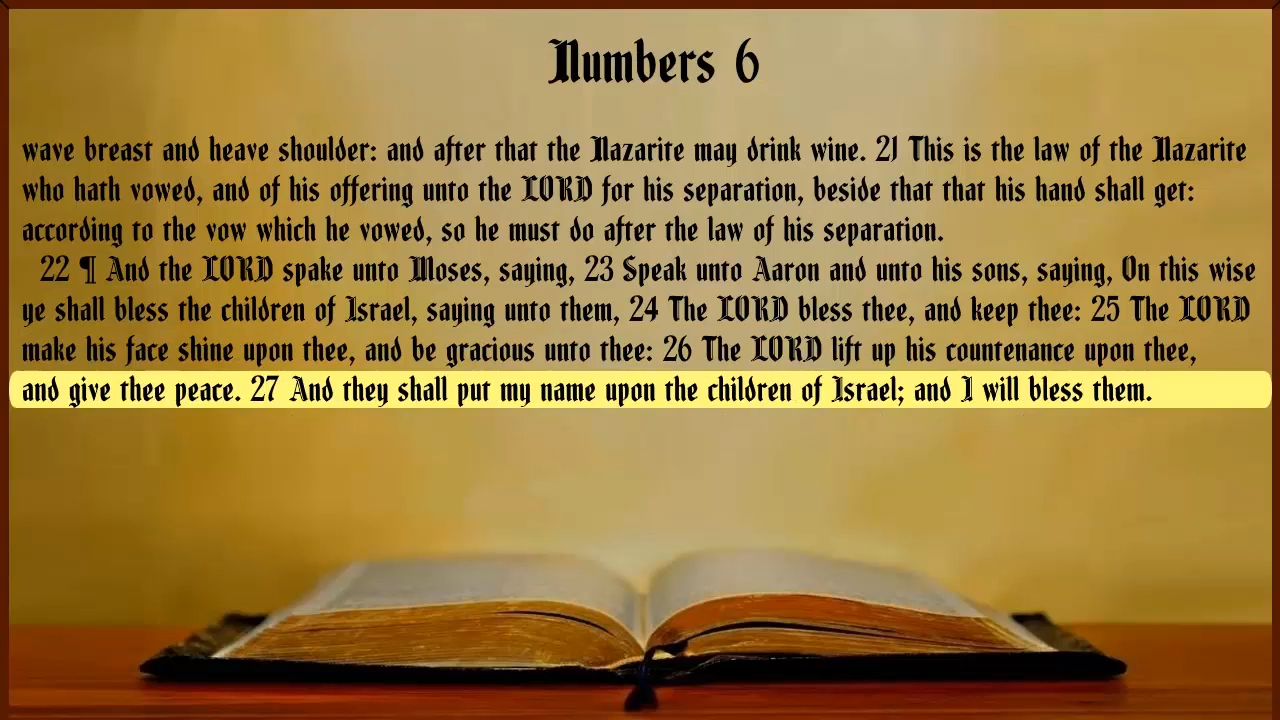 Numbers 6
wave breast and heave shoulder: and after that the Nazarite may drink wine. 21 This is the law of the Nazarite
who hath vowed, and of his offering unto the LORD for his separation, beside that that his hand shall get:
according to the vow which he vowed, so he must do after the law of his separation.
22 ¶ And the LORD spake unto Moses, saying, 23 Speak unto Aaron and unto his sons, saying, On this wise
ye shall bless the children of Israel, saying unto them, 24 The LORD bless thee, and keep thee: 25 The LORD
make his face shine upon thee, and be gracious unto thee: 26 The LORD lift up his countenance upon thee,
and give thee peace. 27 And they shall put my name upon the children of Israel; and I will bless them.